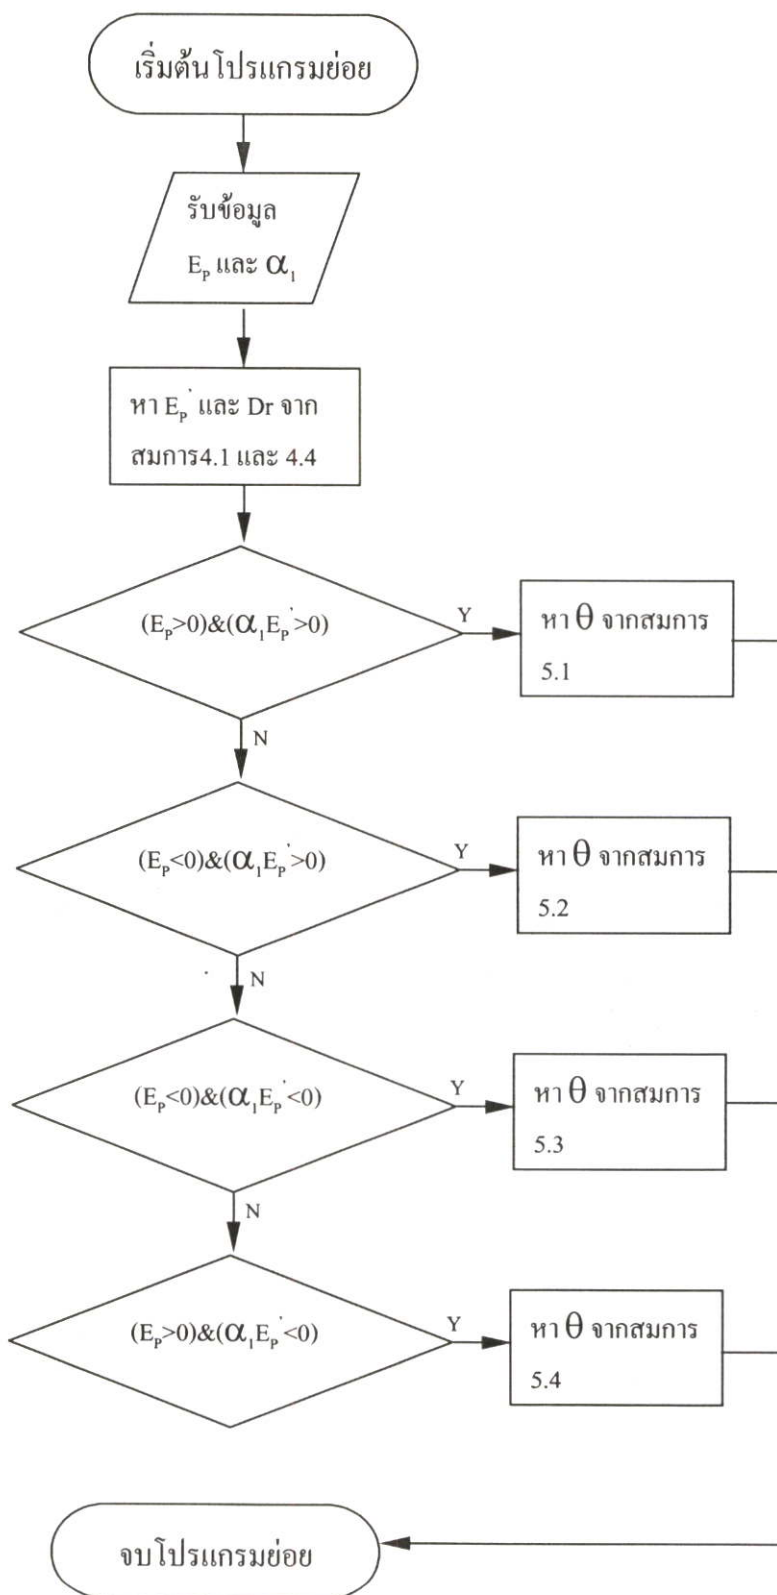 เริ่มต้นโปรแกรมย่อย
รับข้อมูล
E_P และ α_1
หา E_P' และ Dr จาก
สมการ4.1 และ 4.4
(E_P>0)&(α_1E_P'>0)
Y
หา θ จากสมการ
5.1
N
(E_P<0)&(α_1E_P'>0)
Y
หา θ จากสมการ
5.2
N
(E_P<0)&(α_1E_P'<0)
Y
หา θ จากสมการ
5.3
N
(E_P>0)&(α_1E_P'<0)
Y
หา θ จากสมการ
5.4
จบโปรแกรมย่อย